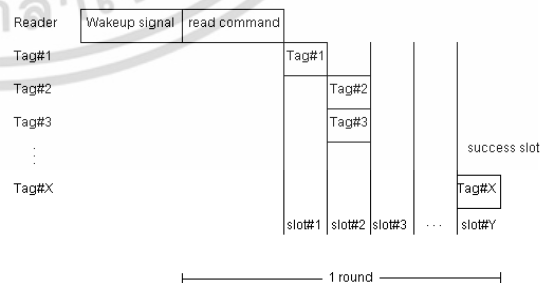 Reader Wakeup signal read command
Tag#1 Tag#1
Tag#2 Tag#2
Tag#3 Tag#3
success slot
Tag#X Tag#X
slot#1 slot#2 slot#3 . . . slot#Y
1 round